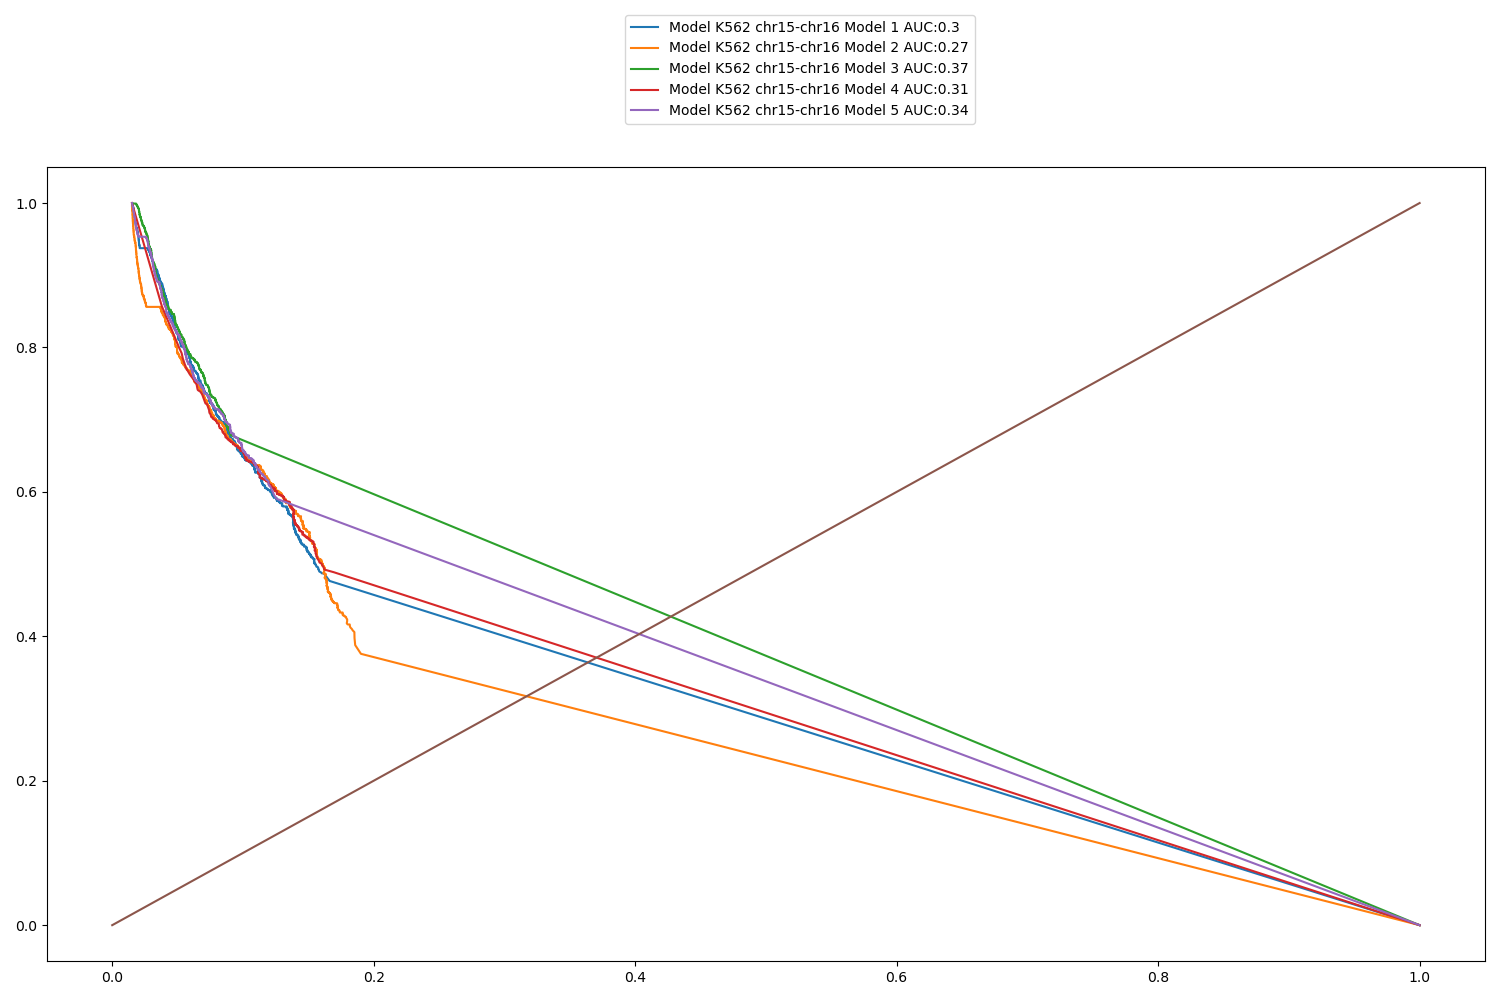 Model K562 chr15-chr16 Model 1 AUC:0.3
Model K562 chr15-chr16 Model 2 AUC:0.27
Model K562 chr15-chr16 Model 3 AUC:0.37
Model K562 chr15-chr16 Model 4 AUC:0.31
Model K562 chr15-chr16 Model 5 AUC:0.34
1.0
0.8
0.6
0.4
0.2
0.0
0.0 0.2 0.4 0.6 0.8 1.0